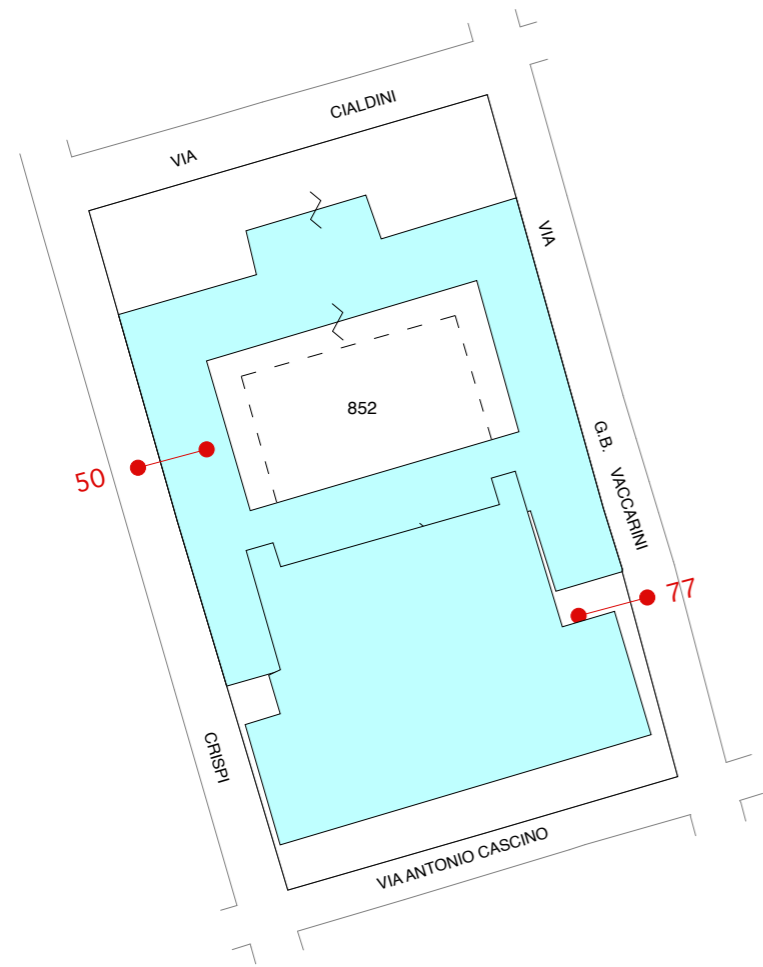 VIA CIALDINI
VIA G.B. VACCARINI
852
50
77
CRISPI
VIA ANTONIO CASCINO